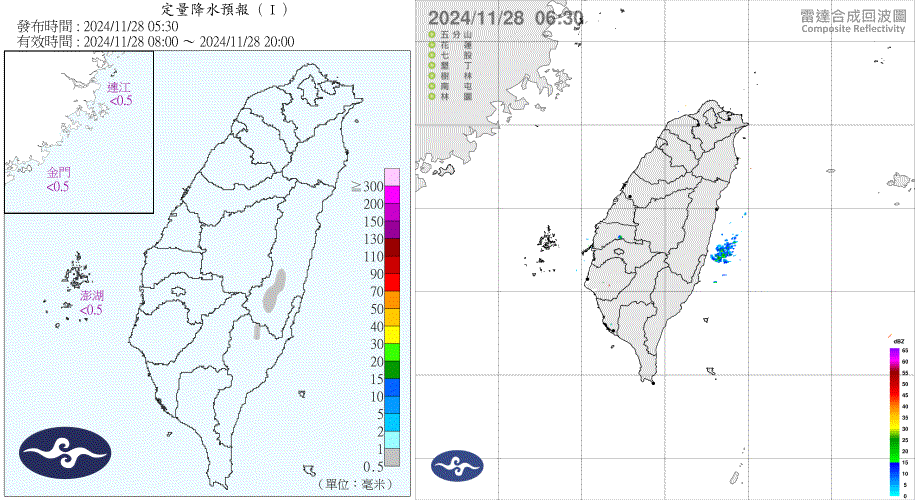 定量降水預報 ( I )
發布時間 : 2024/11/28 05:30
有效時間 : 2024/11/28 08:00 ～ 2024/11/28 20:00
連江
<0.5
金門
<0.5
澎湖
<0.5
≧ 300
200
150
130
110
90
70
50
40
30
20
15
10
5
2
1
0.5
(單位：毫米)
2024/11/28 06:30
雷達合成回波圖
Composite Reflectivity
五分山
花蓮
七股
墾丁
樹林
南屯
林園
dBZ
65
60
55
50
45
40
35
30
25
20
15
10
5
0